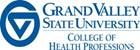 GRAND VALLEY
STATE UNIVERSITY
COLLEGE OF
HEALTH PROFESSIONS